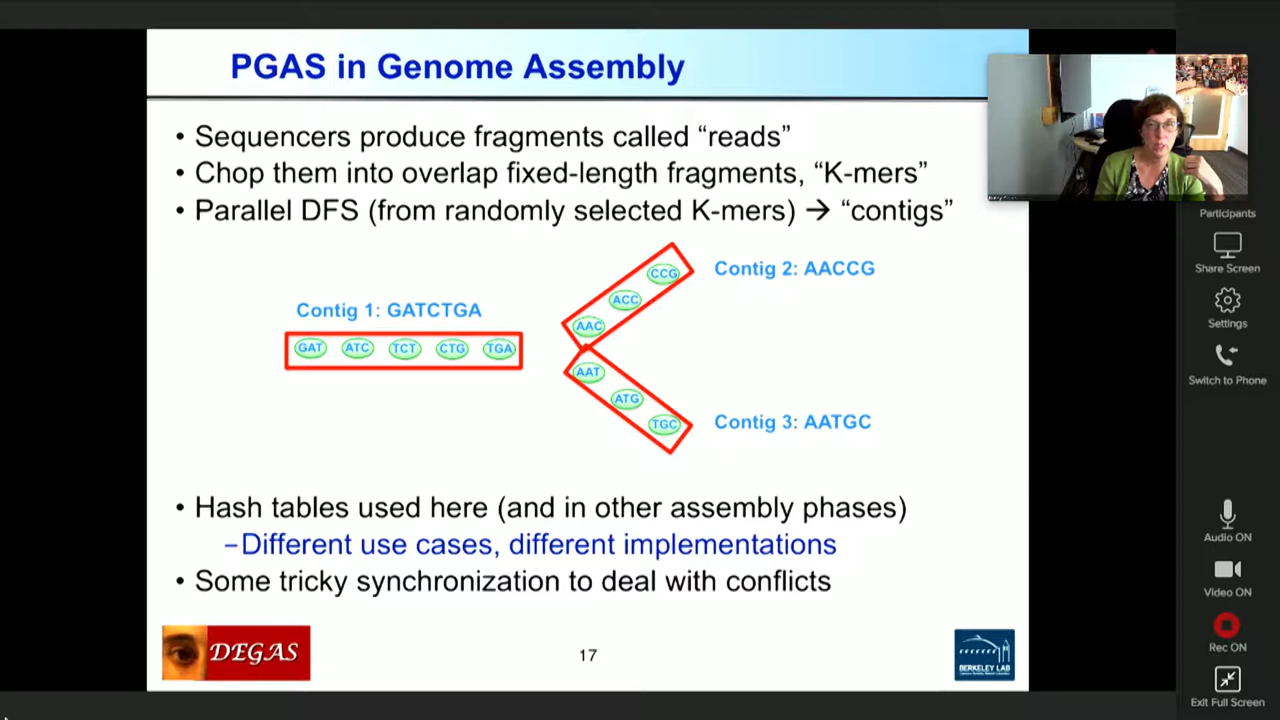 PGAS in Genome Assembly
• Sequencers produce fragments called “reads”
• Chop them into overlap fixed-length fragments, “K-mers”
• Parallel DFS (from randomly selected K-mers) → “contigs”
Contig 1: GATCTGA
GAT ATC TCT CTG TGA
Contig 2: AACCG
CCG
ACC
AAC
AAT
ATG
TGC
Contig 3: AATGC
• Hash tables used here (and in other assembly phases)
–Different use cases, different implementations
• Some tricky synchronization to deal with conflicts
DEGAS
17
BERKELEY LAB
Participants
Share Screen
Settings
Switch to Phone
Audio ON
Video ON
Rec ON
Exit Full Screen